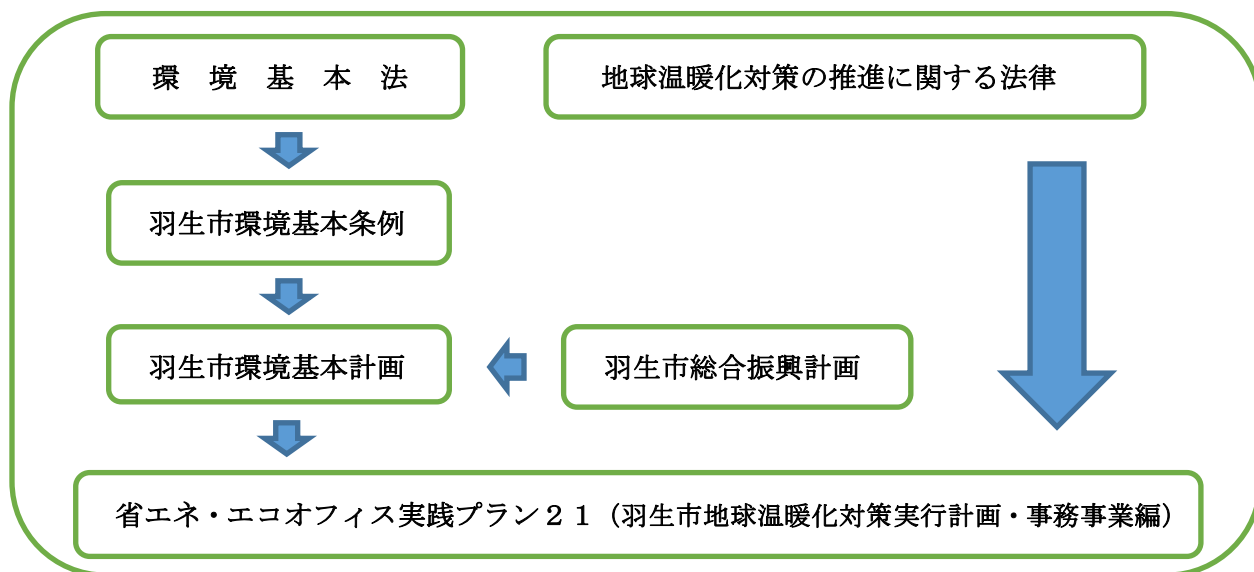 環　境　基　本　法
地球温暖化対策の推進に関する法律
羽生市環境基本条例
羽生市環境基本計画
羽生市総合振興計画
省エネ・エコオフィス実践プラン２１（羽生市地球温暖化対策実行計画・事務事業編）